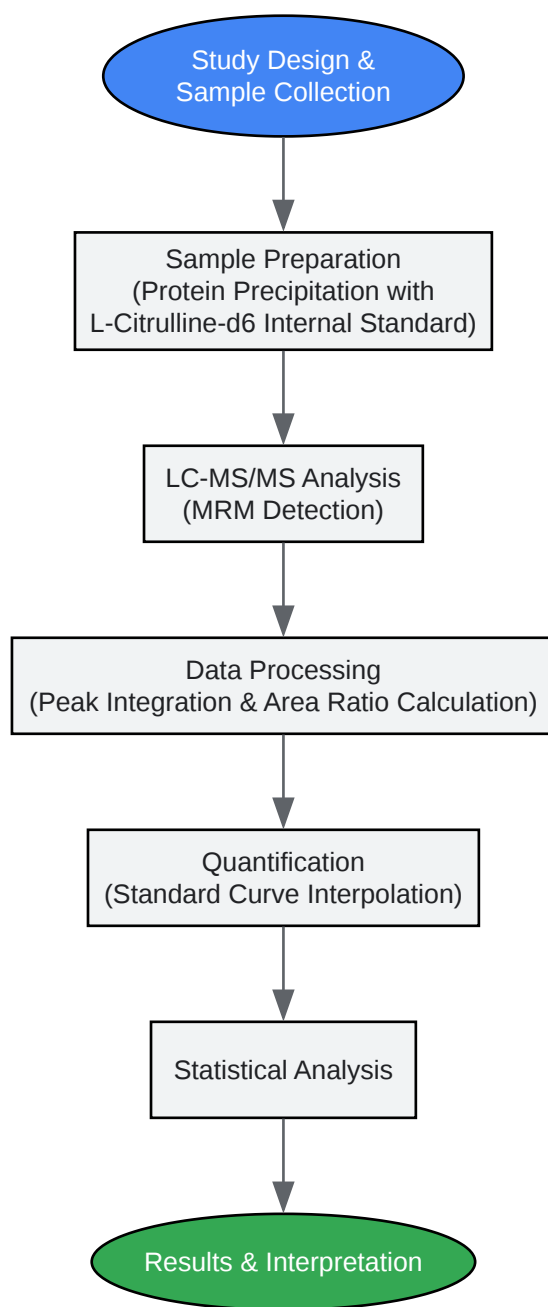 Study Design &
Sample Collection
Sample Preparation
(Protein Precipitation with
L-Citrulline-d6 Internal Standard)
LC-MS/MS Analysis
(MRM Detection)
Data Processing
(Peak Integration & Area Ratio Calculation)
Quantification
(Standard Curve Interpolation)
Statistical Analysis
Results & Interpretation